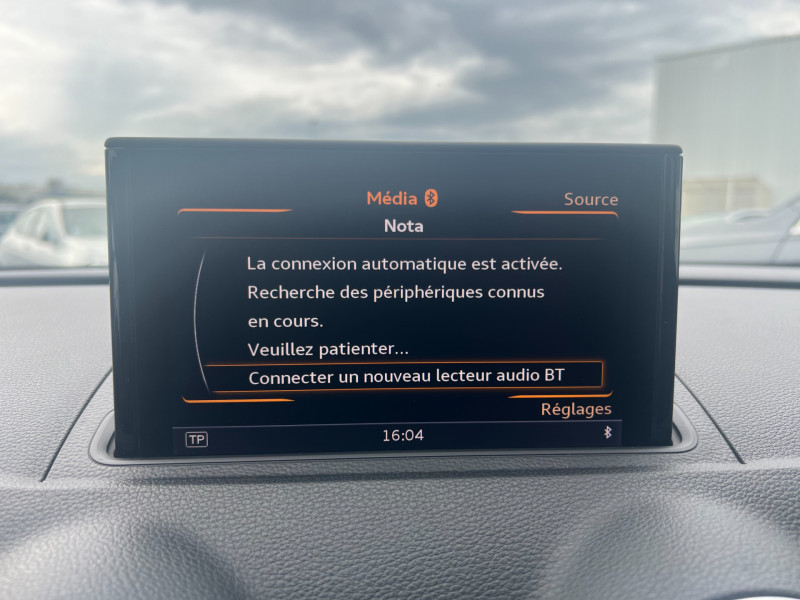 Média
Source
Nota
La connexion automatique est activée.
Recherche des périphériques connus
en cours.
Veuillez patienter...
Connecter un nouveau lecteur audio BT
Réglages
TP
16:04